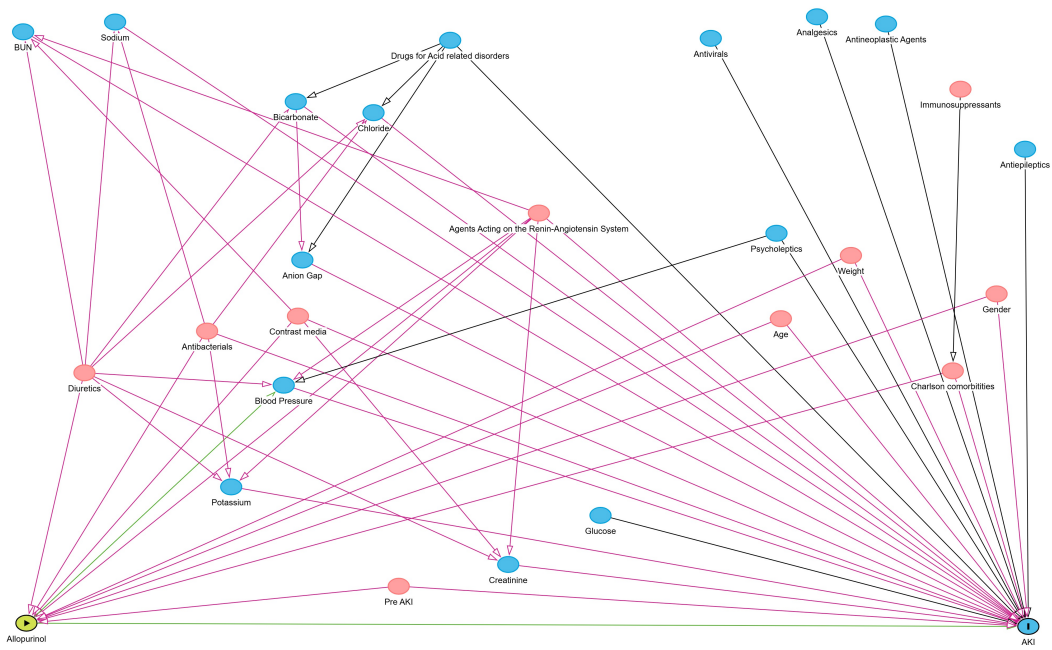 Analgesics
Antineoplastic Agents
BUN
Sodium
Drugs for Acid related disorders
Antivirals
Immunosuppressants
Bicarbonate
Chloride
Antiepileptics
Agents Acting on the Renin-Angiotensin System
Psycholeptics
Anion Gap
Weight
Gender
Contrast media
Age
Antibacterials
Diuretics
Charlson comorbitities
Blood Pressure
Potassium
Glucose
Creatinine
Pre AKI
Allopurinol
AKI